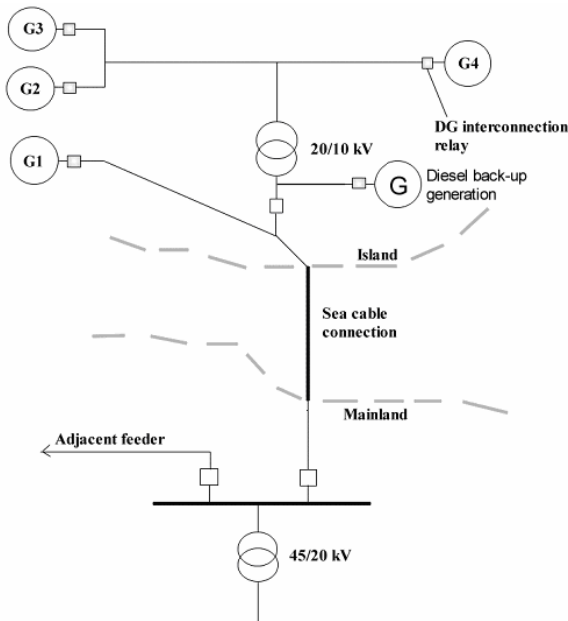 G3
G2
G4
DG interconnection
relay
20/10 kV
G1
G
Diesel back-up
generation
Island
Sea cable
connection
Mainland
Adjacent feeder
45/20 kV